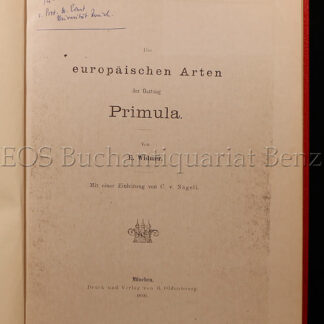 Die
europäischen Arten
der Gattung
Primula.
Von
E. Widmer.
Mit einer Einleitung von C. v. Nägeli.
EOS Buchantiquariat Benz
München.
Druck und Verlag von R. Oldenbourg.